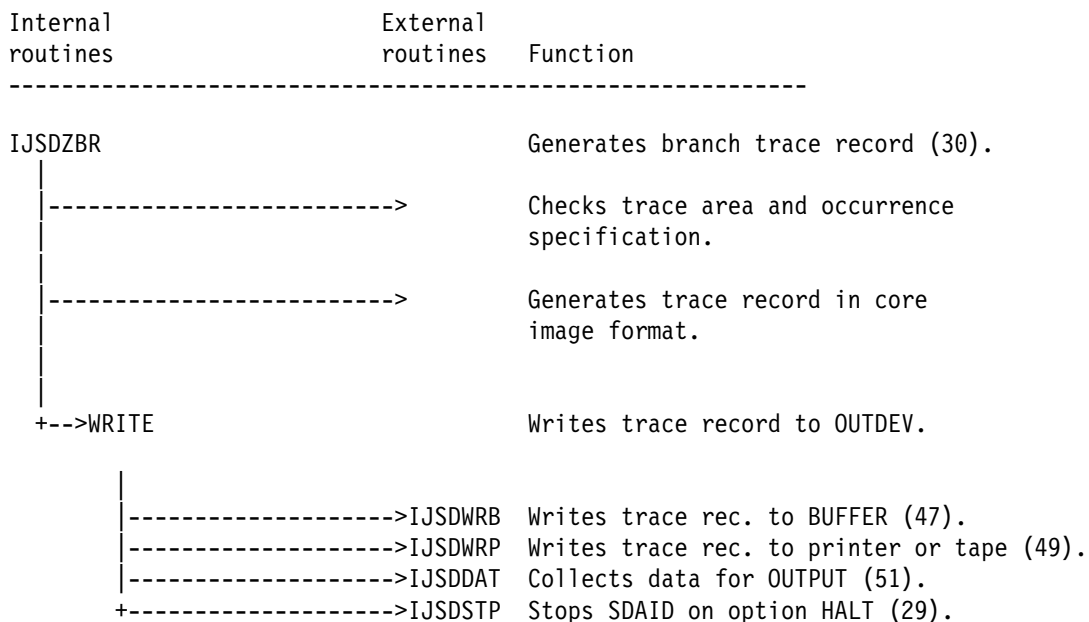 Internal External
routines routines Function
------------------------------------------------------------
IJSDZBR Generates branch trace record (30).
|
|--------------------------> Checks trace area and occurrence
| specification.
|
|--------------------------> Generates trace record in core
| image format.
|
|
+-->WRITE Writes trace record to OUTDEV.
|
|-------------------->IJSDWRB Writes trace rec. to BUFFER (47).
|-------------------->IJSDWRP Writes trace rec. to printer or tape (49).
|-------------------->IJSDDAT Collects data for OUTPUT (51).
+-------------------->IJSDSTP Stops SDAID on option HALT (29).